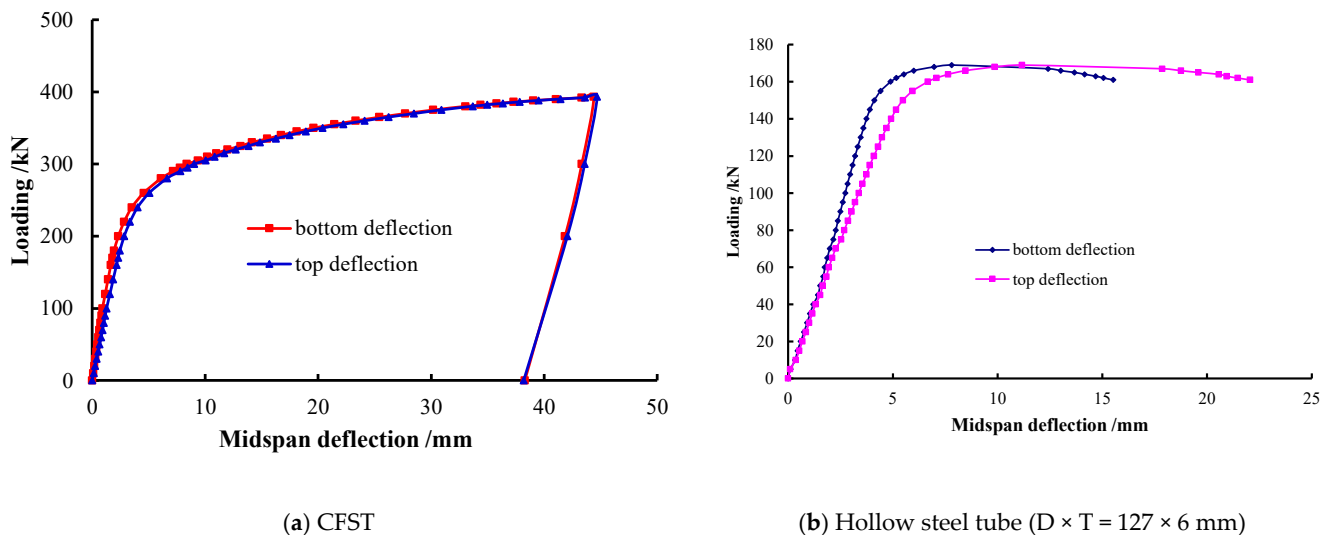 500
400
300
200
100
0
Loading /kN
bottom deflection
top deflection
0 10 20 30 40 50
Midspan deflection /mm
(a) CFST
180
160
140
120
100
80
60
40
20
0
Loading /kN
bottom deflection
top deflection
0 5 10 15 20 25
Midspan deflection /mm
(b) Hollow steel tube (D × T = 127 × 6 mm)